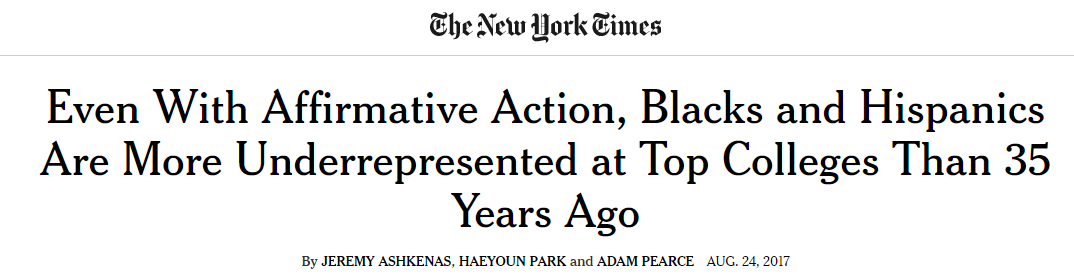 The New York Times
Even With Affirmative Action, Blacks and Hispanics
Are More Underrepresented at Top Colleges Than 35
Years Ago
By JEREMY ASHKENAS, HAEYOUN PARK and ADAM PEARCE AUG. 24, 2017